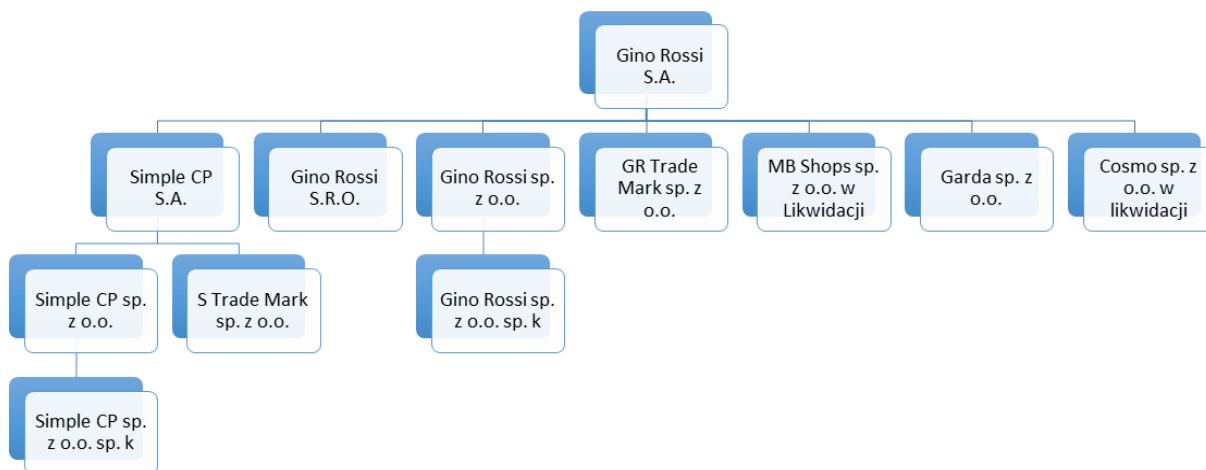 Gino Rossi
S.A.
Simple CP
S.A.
Gino Rossi
S.R.O.
Gino Rossi sp.
z o.o.
GR Trade
Mark sp. z
o.o.
MB Shops sp.
z o.o. w
Likwidacji
Garda sp. z
o.o.
Cosmo sp. z
o.o. w
likwidacji
Simple CP sp.
z o.o.
S Trade Mark
sp. z o.o.
Gino Rossi sp.
z o.o. sp. k
Simple CP sp.
z o.o. sp. k